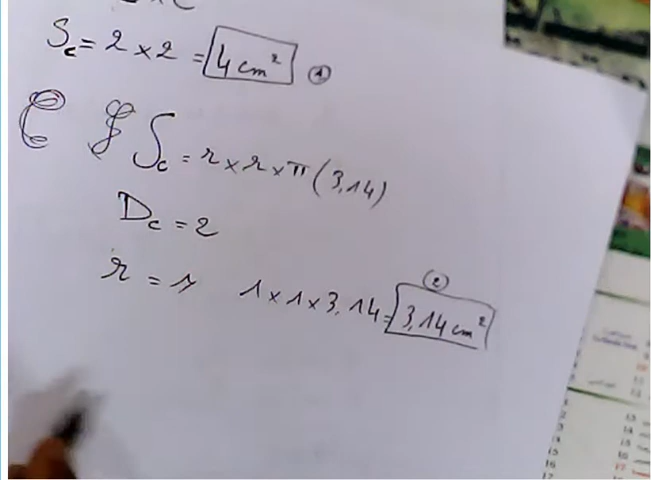 S_c = 2 × 2 = 4 cm² ①
S_c = r × r × π (3,14)
D_c = 2
r = 1 1 × 1 × 3,14 = 3,14 cm² ②